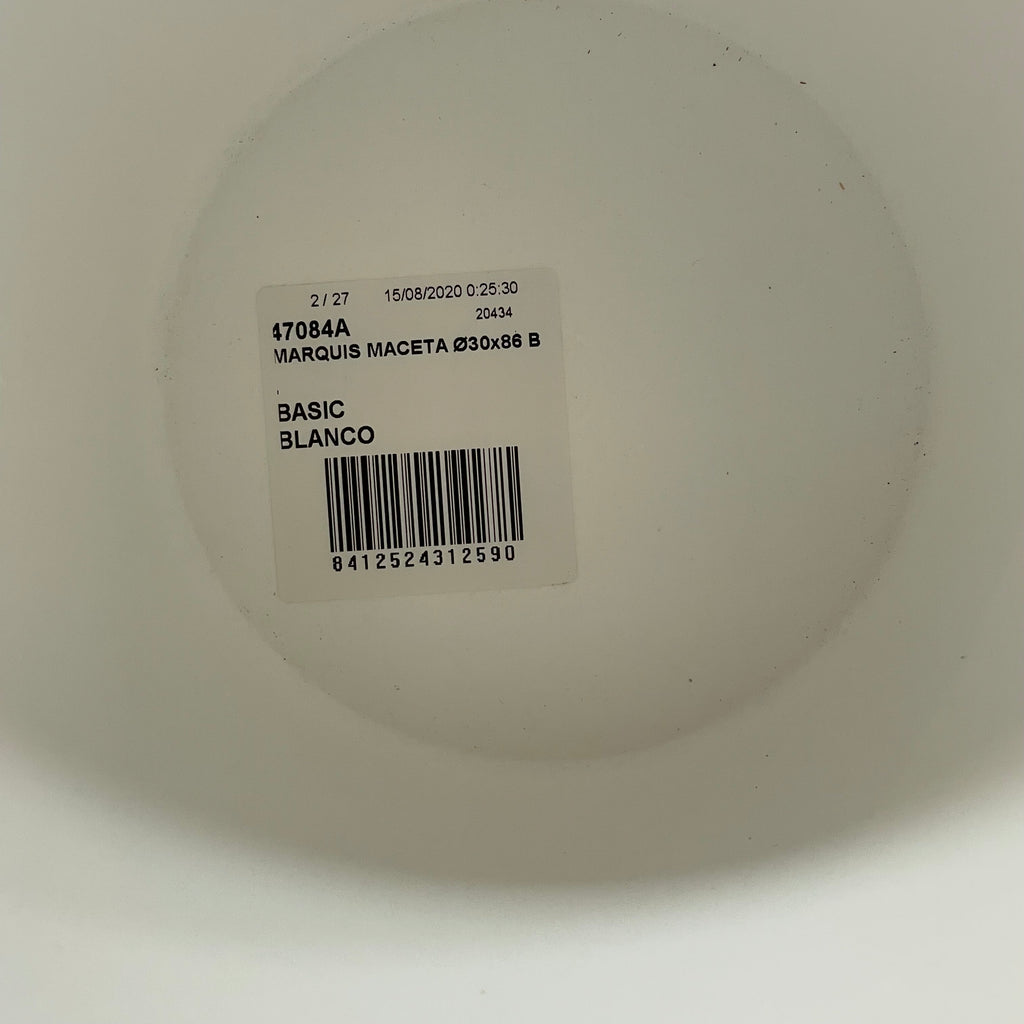 2 / 27 15/08/2020 0:25:30
20434
47084A
MARQUIS MACETA Ø30x86 B
BASIC
BLANCO
8412524312590